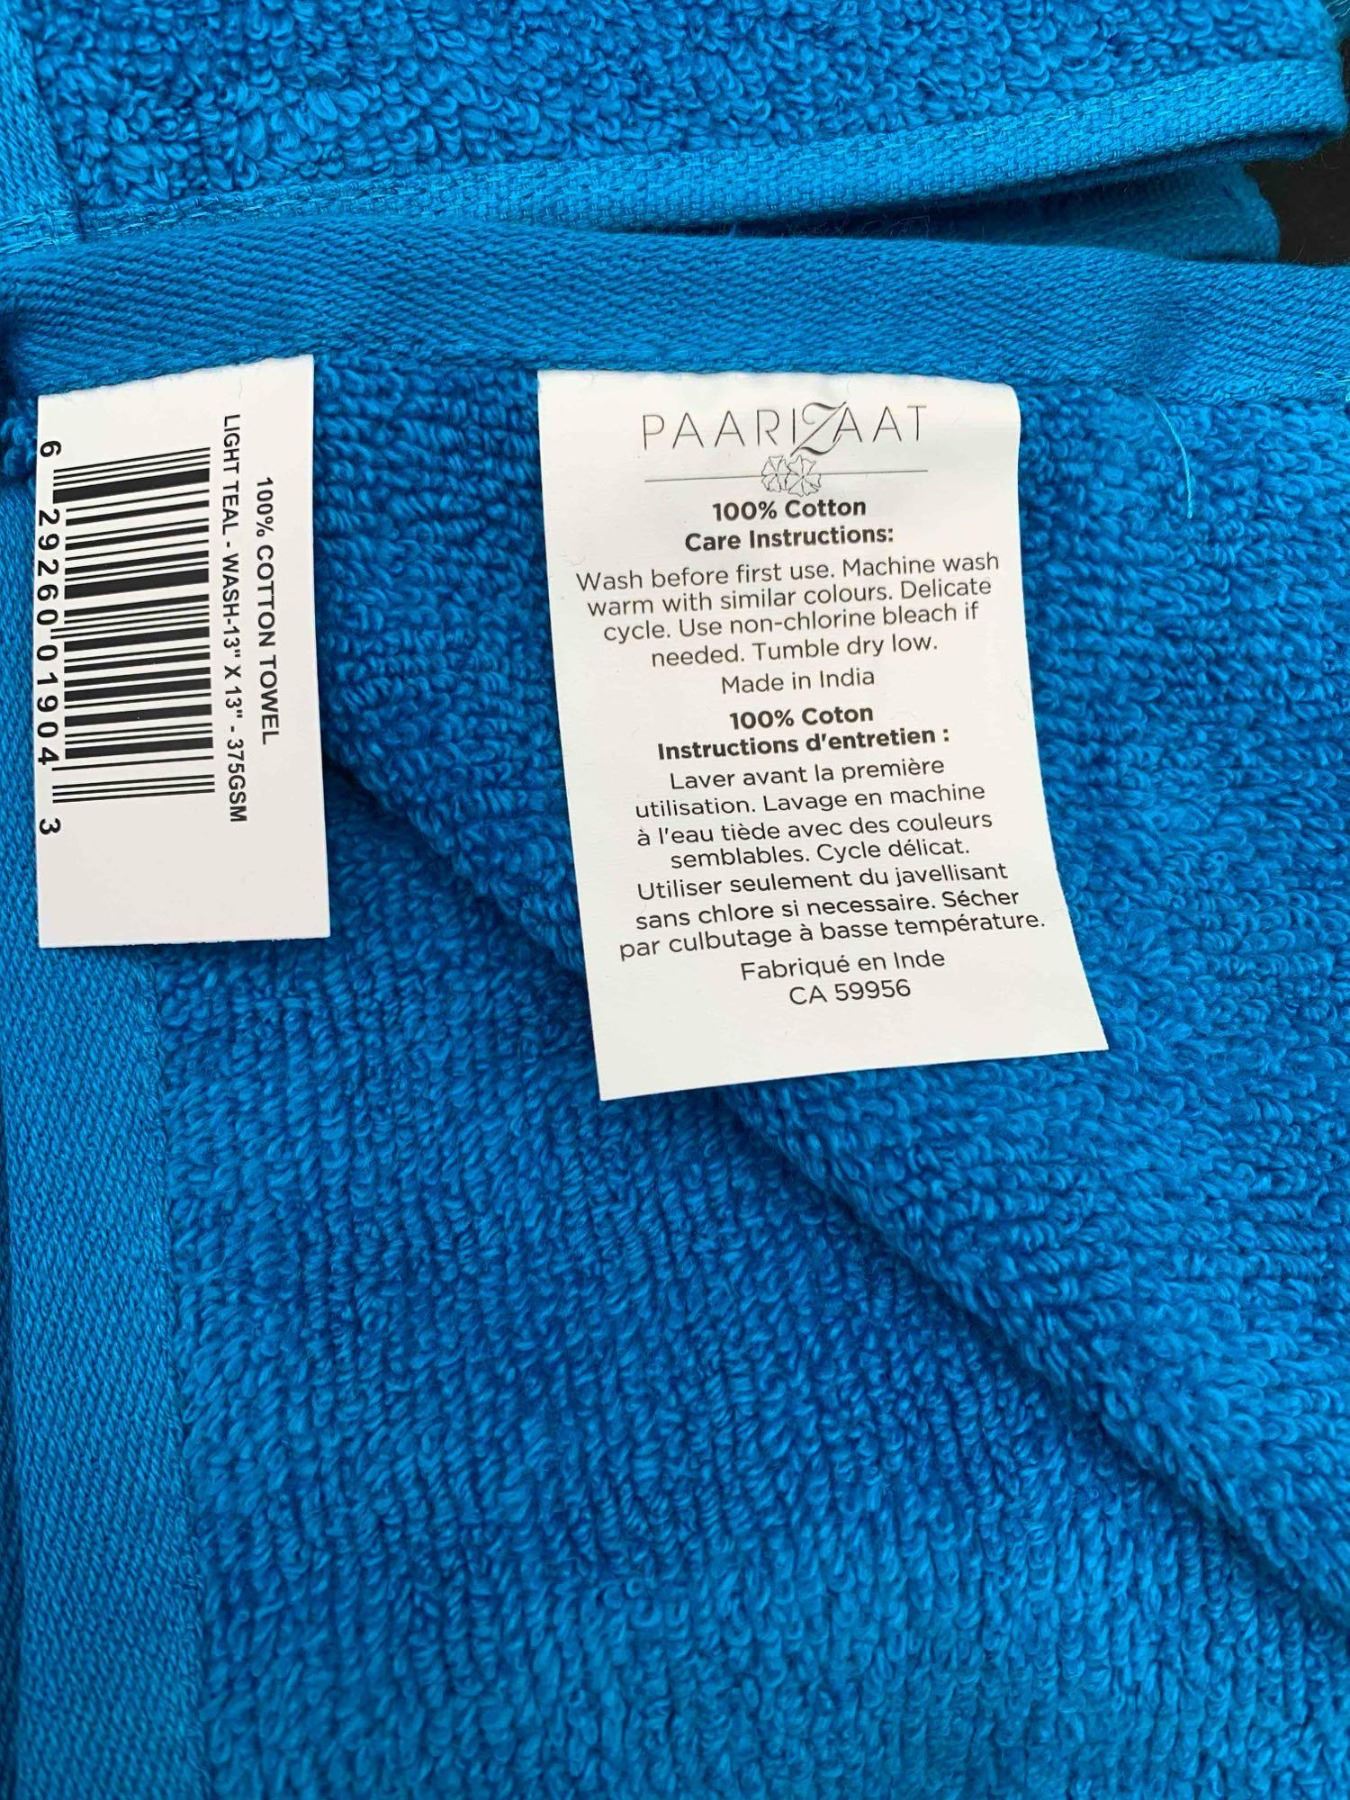 100% COTTON TOWEL
LIGHT TEAL - WASH-13" X 13" - 375GSM
6 29260 01904 3
PAARIZAAT
100% Cotton
Care Instructions:
Wash before first use. Machine wash
warm with similar colours. Delicate
cycle. Use non-chlorine bleach if
needed. Tumble dry low.
Made in India
100% Coton
Instructions d'entretien :
Laver avant la première
utilisation. Lavage en machine
à l'eau tiède avec des couleurs
semblables. Cycle délicat.
Utiliser seulement du javellisant
sans chlore si necessaire. Sécher
par culbutage à basse température.
Fabriqué en Inde
CA 59956